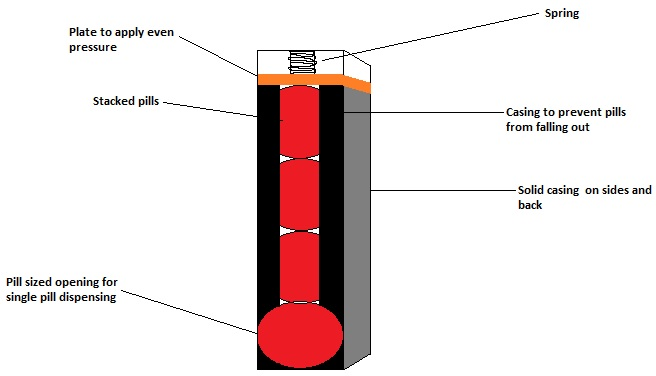 Spring
Plate to apply even
pressure
Stacked pills
Casing to prevent pills
from falling out
Solid casing on sides and
back
Pill sized opening for
single pill dispensing